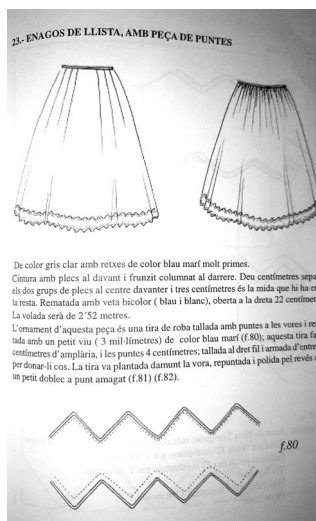 23.- ENAGOS DE LLISTA, AMB PEÇA DE PUNTES
De color gris clar amb retxes de color blau marí molt primes.
Cintura amb plecs al davant i frunzit columnat al darrere. Deu centímetres sepa
els dos grups de plecs al centre davanter i tres centímetres és la mida que hi ha en
la resta. Rematada amb veta bicolor ( blau i blanc), oberta a la dreta 22 centímet
La volada serà de 2´52 metres.
L'ornament d'aquesta peça és una tira de roba tallada amb puntes a les vores i re
tada amb un petit viu ( 3 mil·límetres) de color blau marí (f.80); aquesta tira fa
centímetres d'amplària, i les puntes 4 centímetres; tallada al dret fil i armada d'entre
per donar-li cos. La tira va plantada damunt la vora, repuntada i polida pel revés a
un petit doblec a punt amagat (f.81) (f.82).
f.80